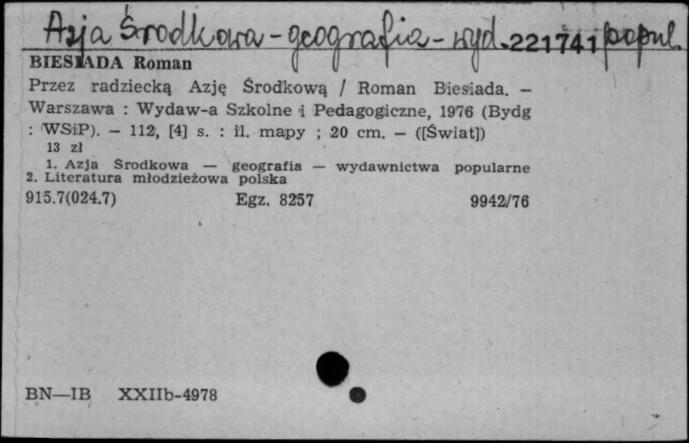 Azja Środkowa - geografia - wyd. popul.
221741
BIESIADA Roman
Przez radziecką Azję Środkową / Roman Biesiada. —
Warszawa : Wydaw-a Szkolne i Pedagogiczne, 1976 (Bydg
: WSiP). — 112, [4] s. : il. mapy ; 20 cm. — ([Świat])
13 zł
1. Azja Srodkowa — geografia — wydawnictwa popularne
2. Literatura młodzieżowa polska
915.7(024.7) Egz. 8257 9942/76
BN—IB XXIIb-4978